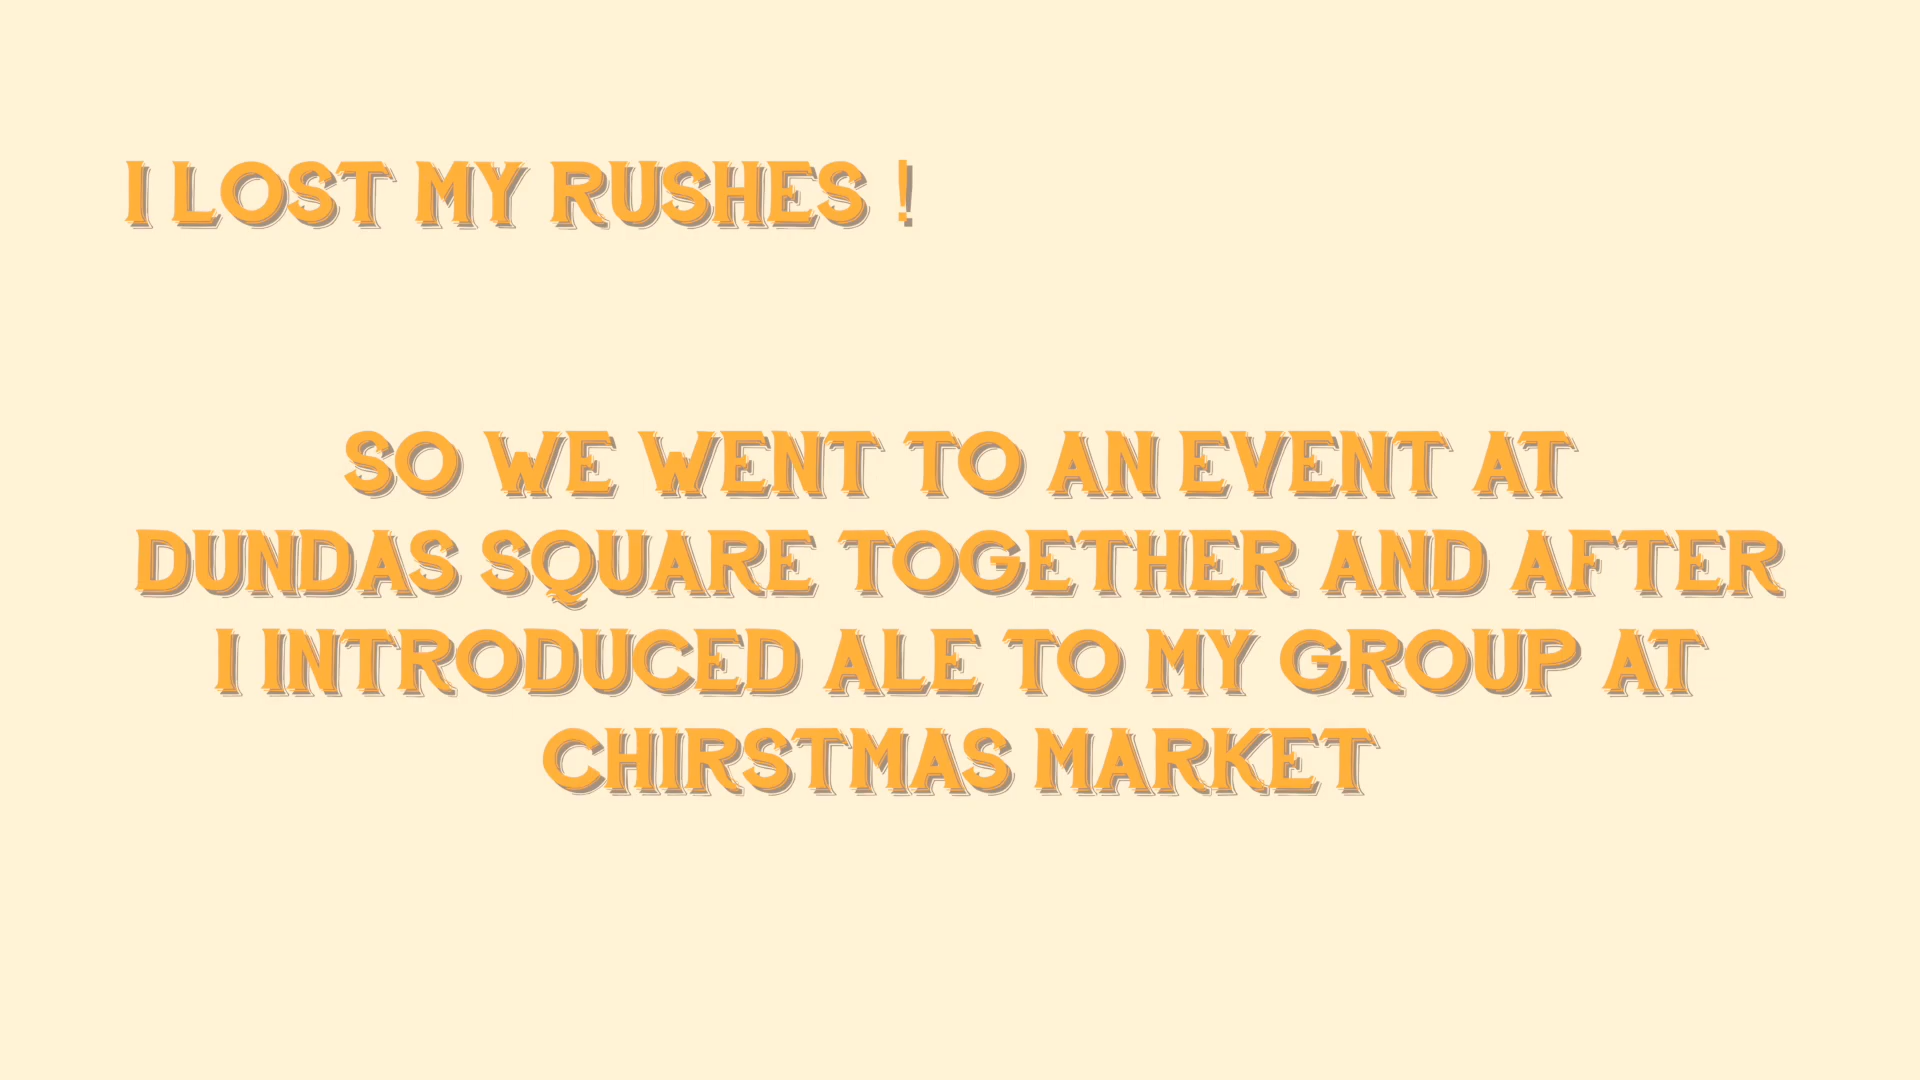 I LOST MY RUSHES !
SO WE WENT TO AN EVENT AT
DUNDAS SQUARE TOGETHER AND AFTER
I INTRODUCED ALE TO MY GROUP AT
CHIRSTMAS MARKET